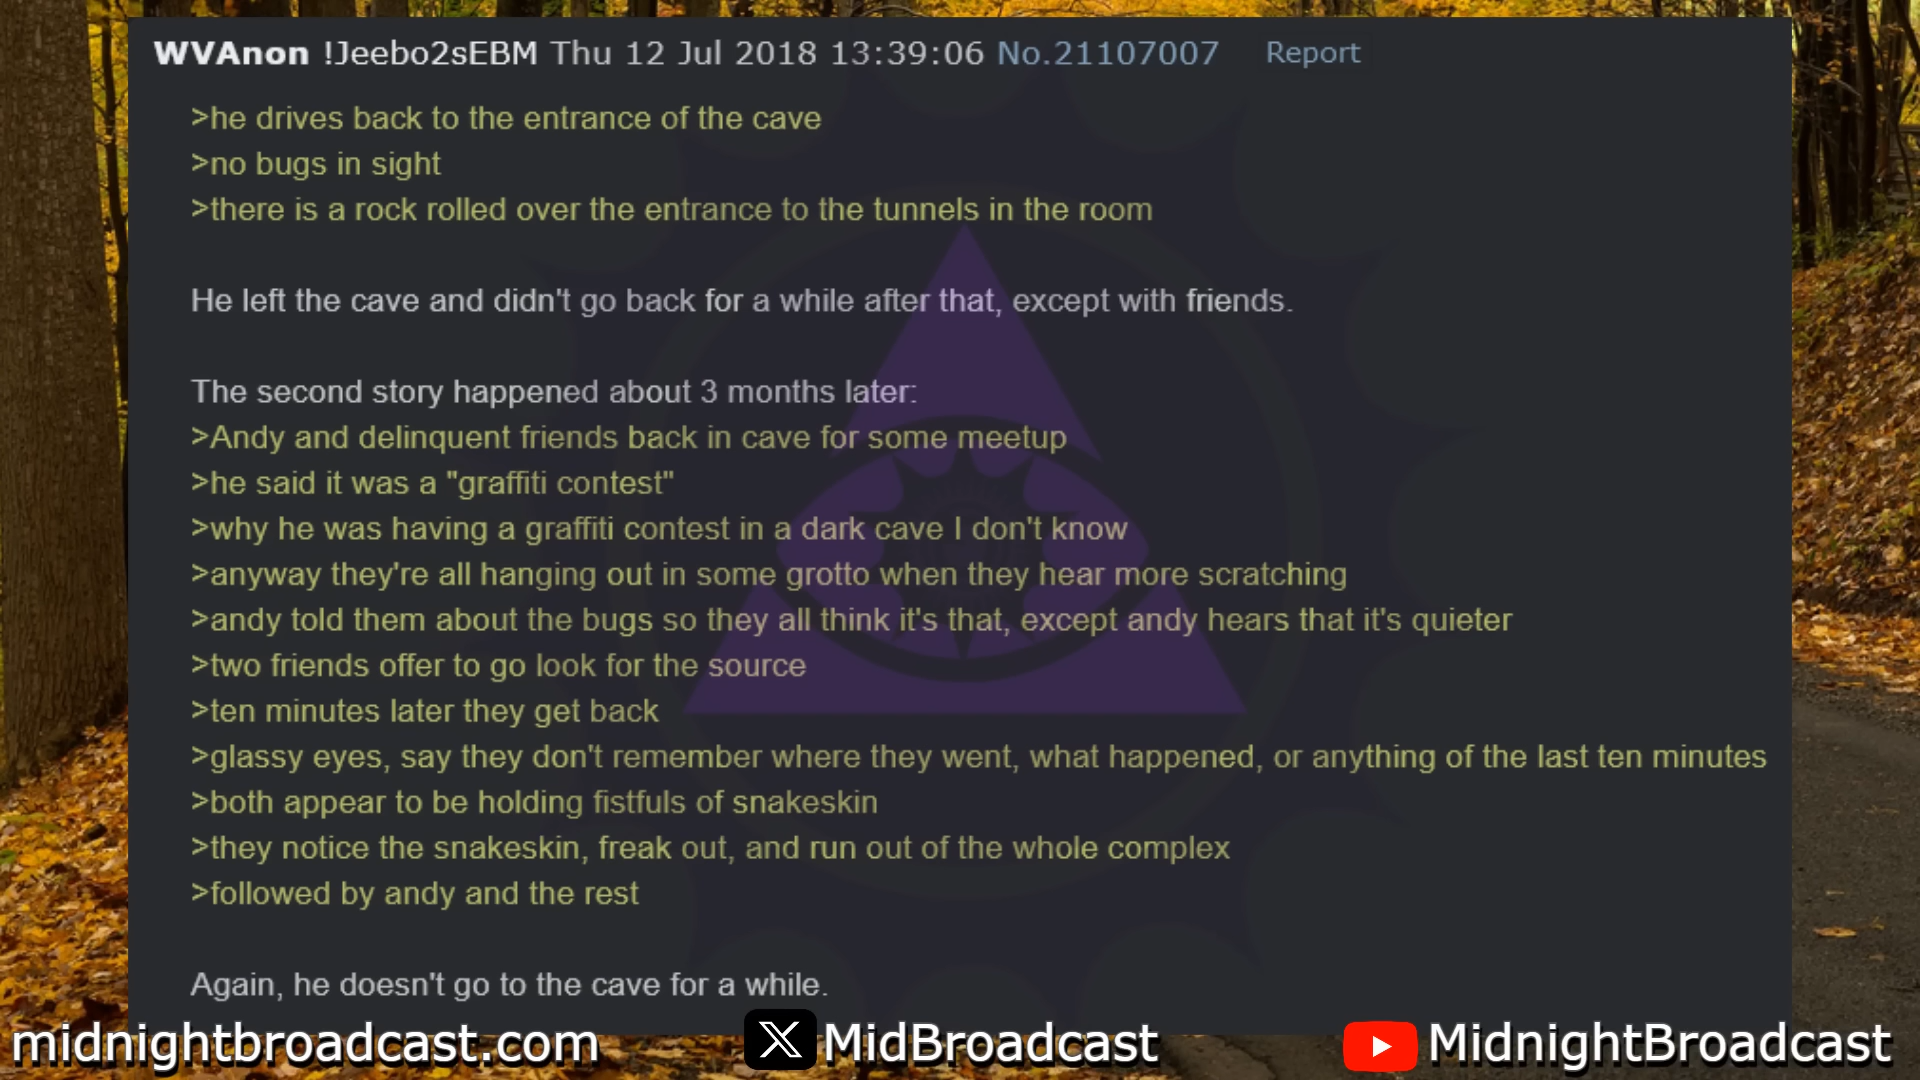 WVAnon !Jeebo2sEBM Thu 12 Jul 2018 13:39:06 No.21107007 Report
>he drives back to the entrance of the cave
>no bugs in sight
>there is a rock rolled over the entrance to the tunnels in the room
He left the cave and didn't go back for a while after that, except with friends.
The second story happened about 3 months later:
>Andy and delinquent friends back in cave for some meetup
>he said it was a "graffiti contest"
>why he was having a graffiti contest in a dark cave I don't know
>anyway they're all hanging out in some grotto when they hear more scratching
>andy told them about the bugs so they all think it's that, except andy hears that it's quieter
>two friends offer to go look for the source
>ten minutes later they get back
>glassy eyes, say they don't remember where they went, what happened, or anything of the last ten minutes
>both appear to be holding fistfuls of snakeskin
>they notice the snakeskin, freak out, and run out of the whole complex
>followed by andy and the rest
Again, he doesn't go to the cave for a while.
midnightbroadcast.com X MidBroadcast MidnightBroadcast